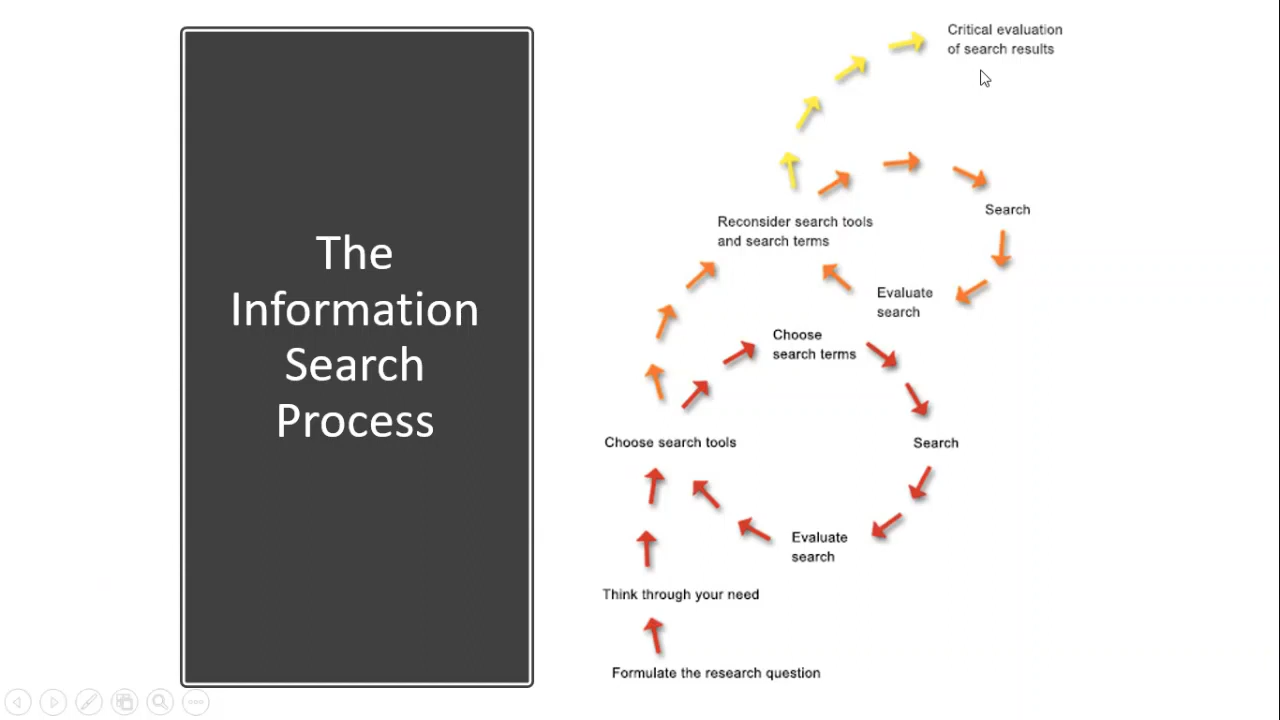 The
Information
Search
Process
Critical evaluation
of search results
Search
Reconsider search tools
and search terms
Evaluate
search
Choose
search terms
Choose search tools
Search
Evaluate
search
Think through your need
Formulate the research question